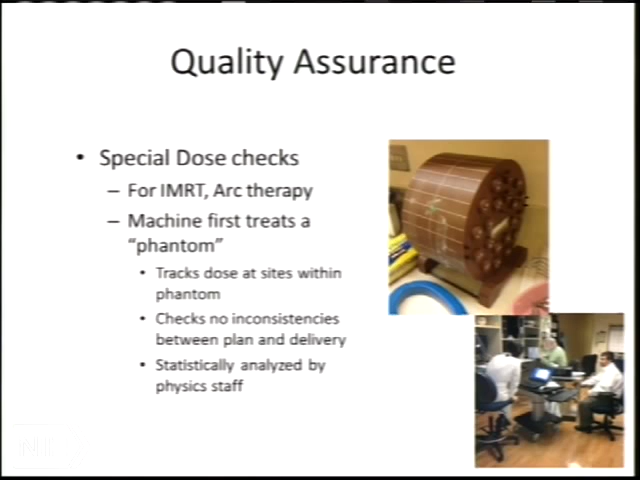 Quality Assurance
• Special Dose checks
– For IMRT, Arc therapy
– Machine first treats a
“phantom”
• Tracks dose at sites within
phantom
• Checks no inconsistencies
between plan and delivery
• Statistically analyzed by
physics staff